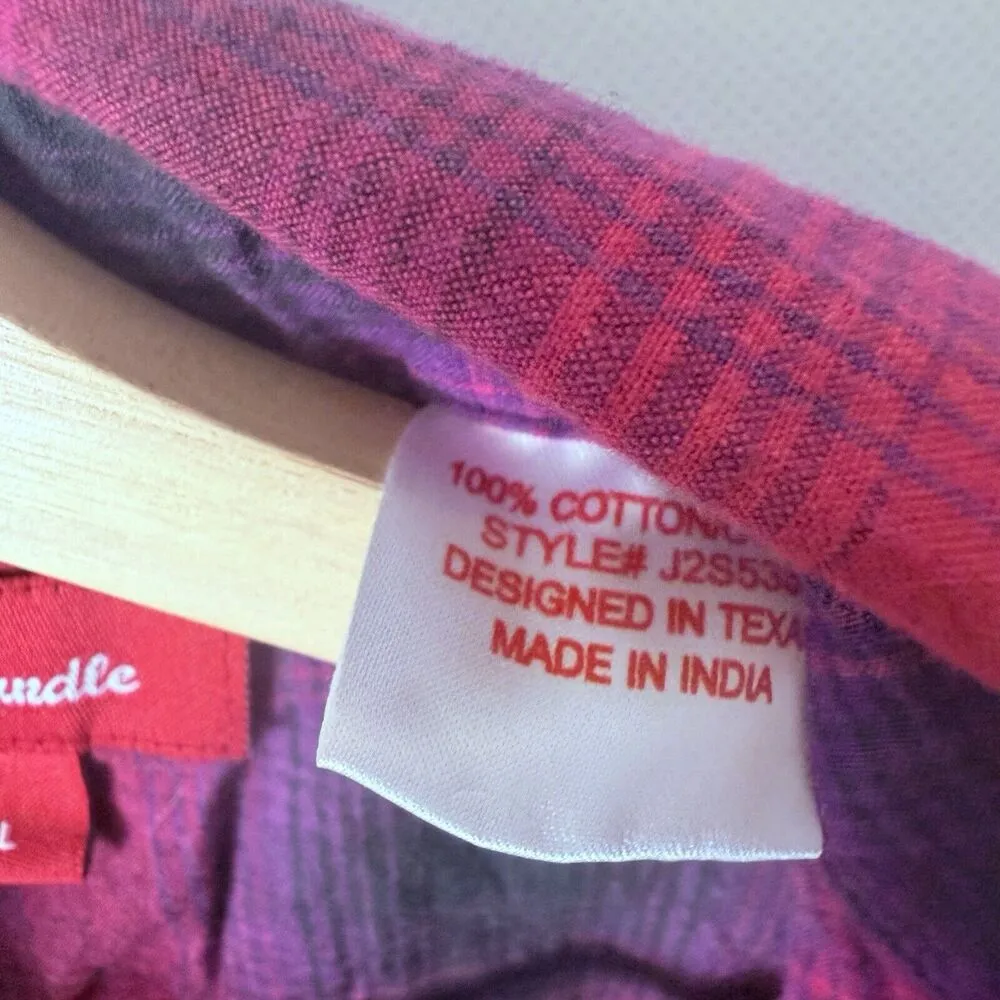 100% COTTON
STYLE# J2S53
DESIGNED IN TEXA
MADE IN INDIA
undle
L